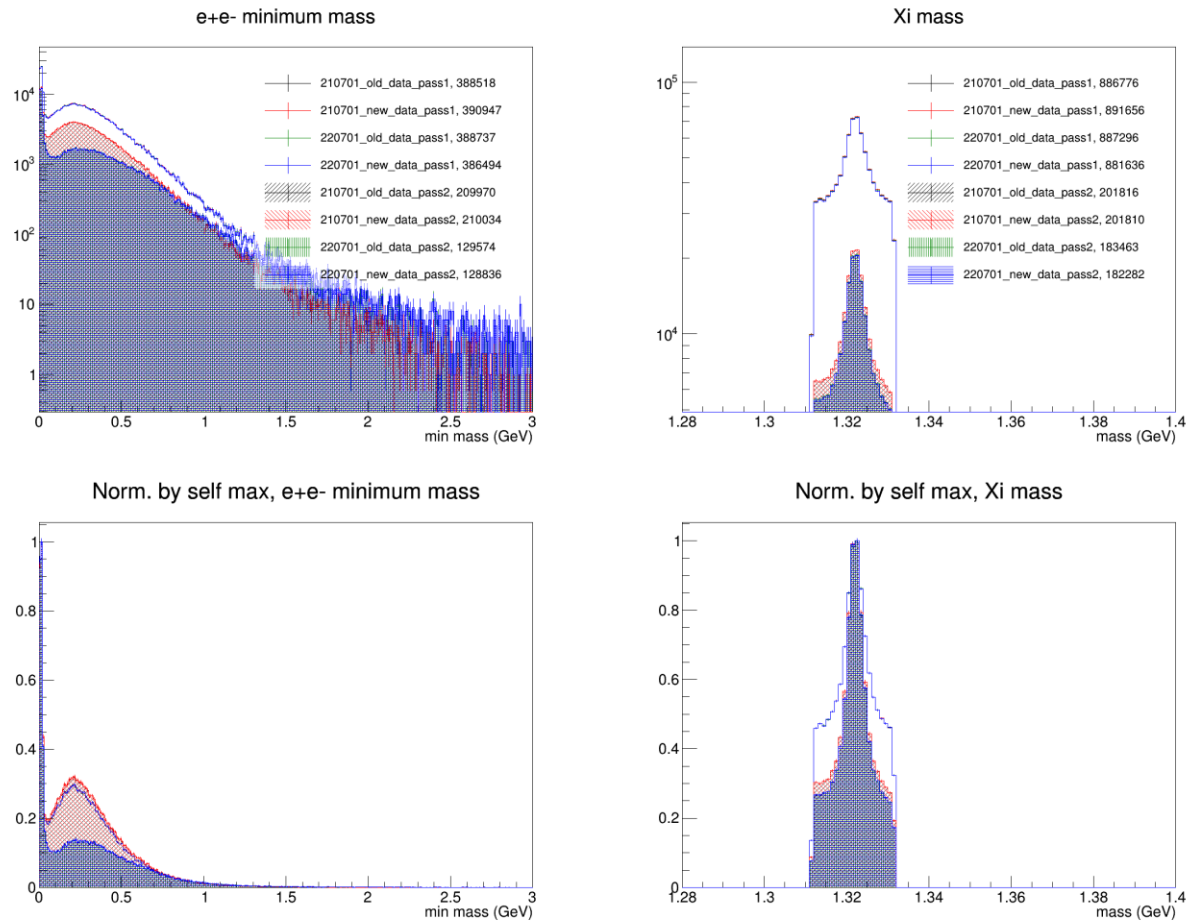 e+e- minimum mass
10⁴
10³
10²
10
1
210701_old_data_pass1, 388518
210701_new_data_pass1, 390947
220701_old_data_pass1, 388737
220701_new_data_pass1, 386494
210701_old_data_pass2, 209970
210701_new_data_pass2, 210034
220701_old_data_pass2, 129574
220701_new_data_pass2, 128836
0 0.5 1 1.5 2 2.5 3
min mass (GeV)
Xi mass
10⁵
10⁴
210701_old_data_pass1, 886776
210701_new_data_pass1, 891656
220701_old_data_pass1, 887296
220701_new_data_pass1, 881636
210701_old_data_pass2, 201816
210701_new_data_pass2, 201810
220701_old_data_pass2, 183463
220701_new_data_pass2, 182282
1.28 1.3 1.32 1.34 1.36 1.38 1.4
mass (GeV)
Norm. by self max, e+e- minimum mass
1
0.8
0.6
0.4
0.2
0
0 0.5 1 1.5 2 2.5 3
min mass (GeV)
Norm. by self max, Xi mass
1
0.8
0.6
0.4
0.2
0
1.28 1.3 1.32 1.34 1.36 1.38 1.4
mass (GeV)